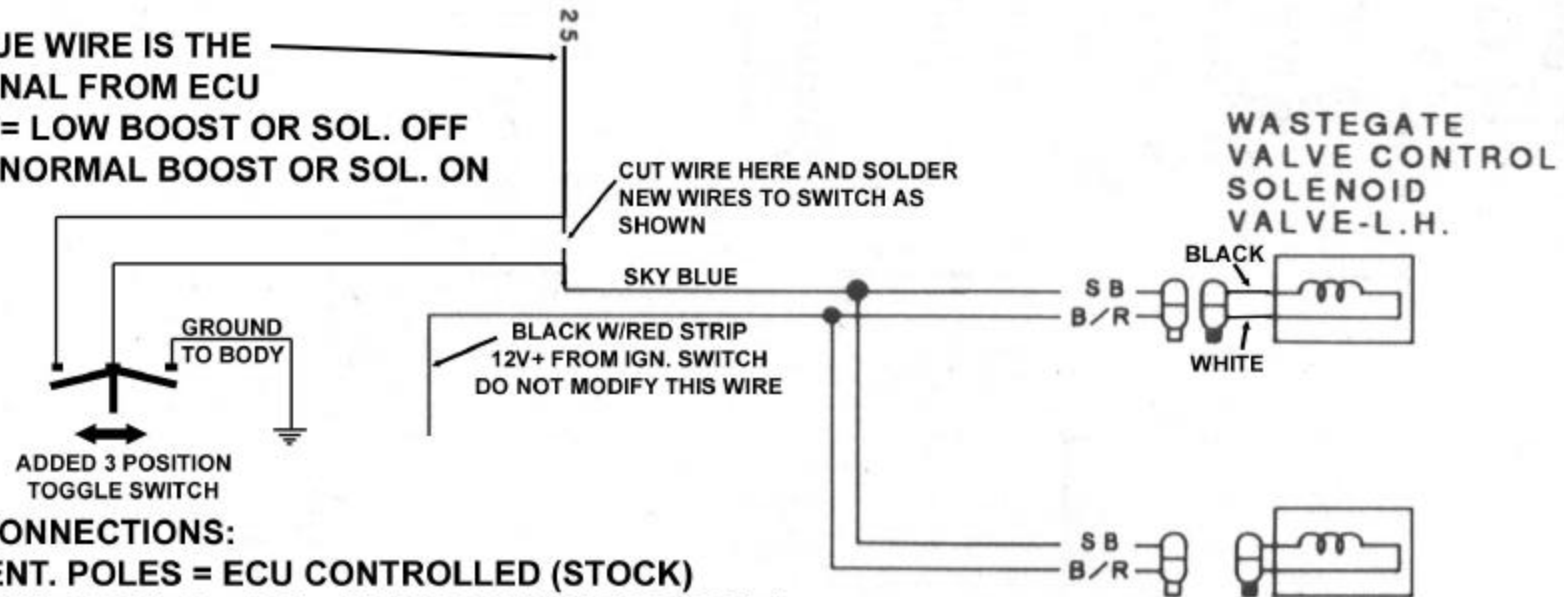 25
UE WIRE IS THE
NAL FROM ECU
= LOW BOOST OR SOL. OFF
NORMAL BOOST OR SOL. ON
CUT WIRE HERE AND SOLDER
NEW WIRES TO SWITCH AS
SHOWN
WASTEGATE
VALVE CONTROL
SOLENOID
VALVE-L.H.
BLACK
SKY BLUE
SB
B/R
WHITE
GROUND
TO BODY
BLACK W/RED STRIP
12V+ FROM IGN. SWITCH
DO NOT MODIFY THIS WIRE
ADDED 3 POSITION
TOGGLE SWITCH
ONNECTIONS:
ENT. POLES = ECU CONTROLLED (STOCK)
SB
B/R